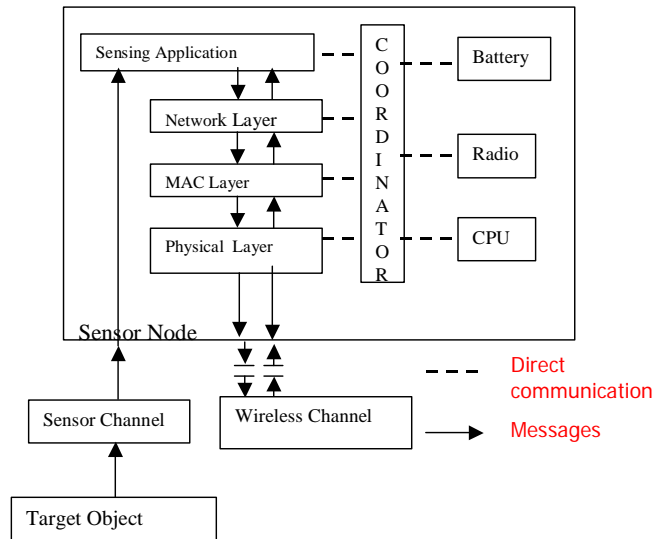 Sensing Application
Network Layer
MAC Layer
Physical Layer
COORDINATOR
Battery
Radio
CPU
Sensor Node
Sensor Channel
Wireless Channel
Target Object
Direct
communication
Messages